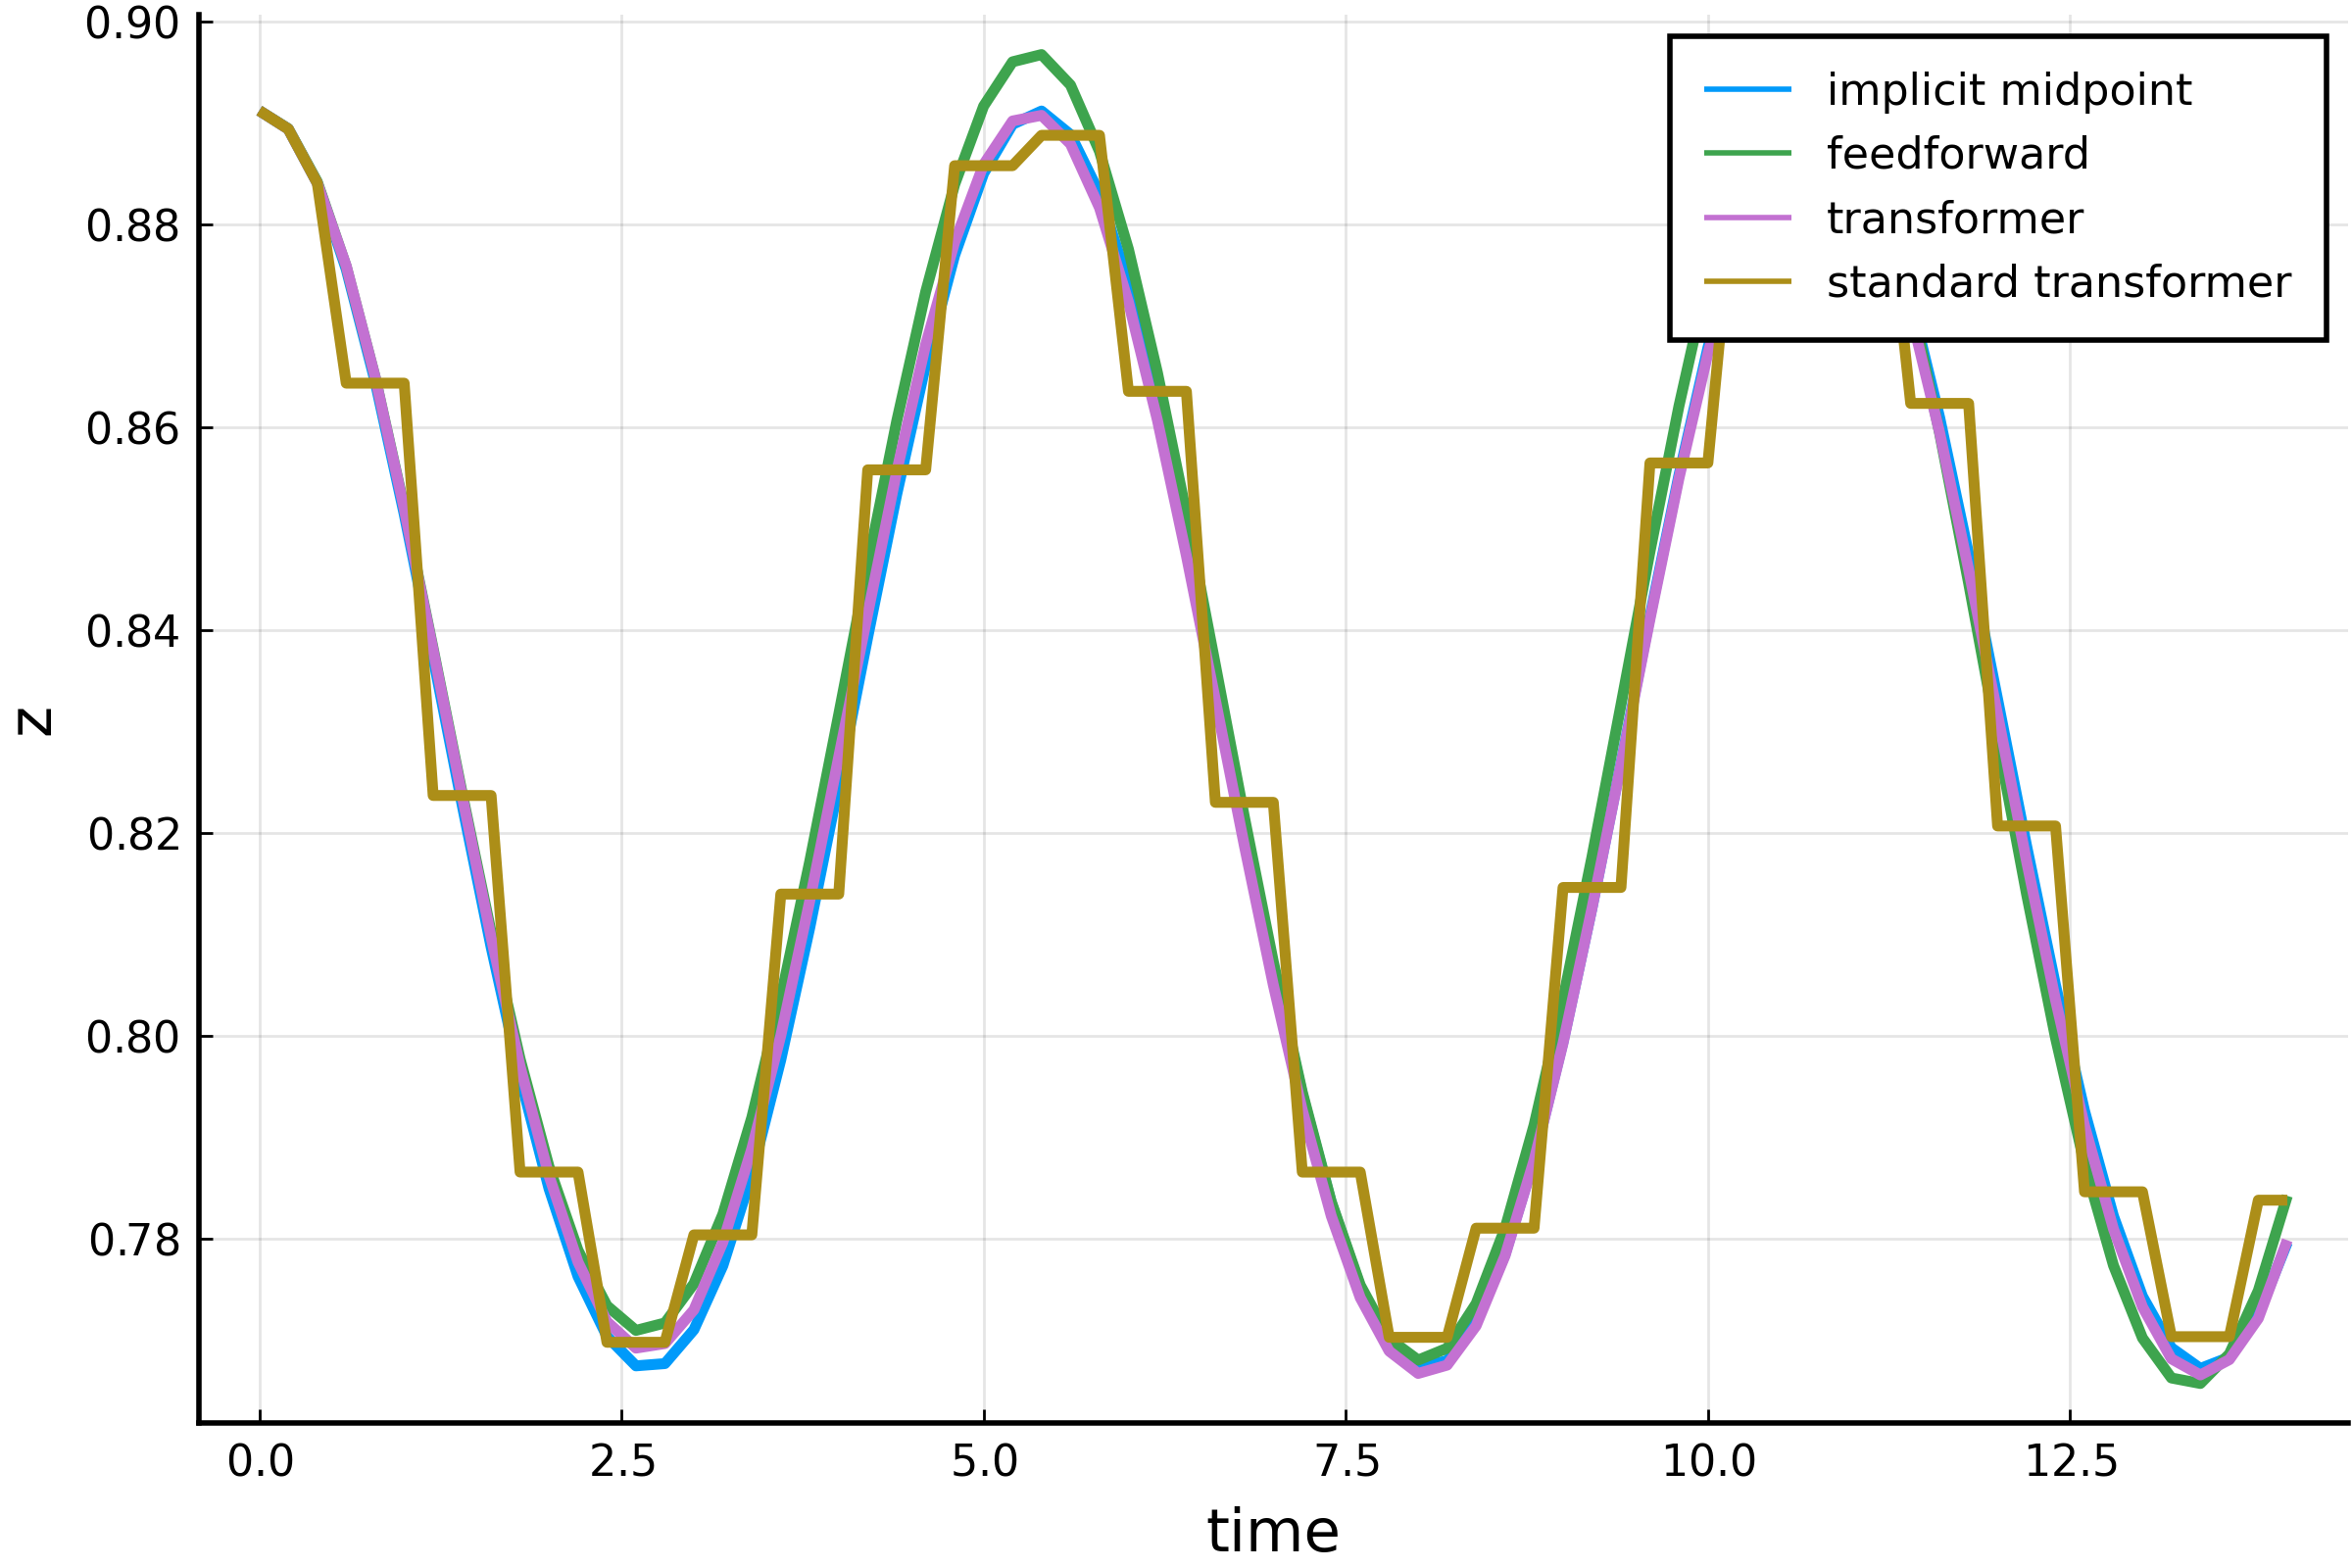 0.90
0.88
0.86
0.84
0.82
0.80
0.78
z
0.0 2.5 5.0 7.5 10.0 12.5
time
implicit midpoint
feedforward
transformer
standard transformer